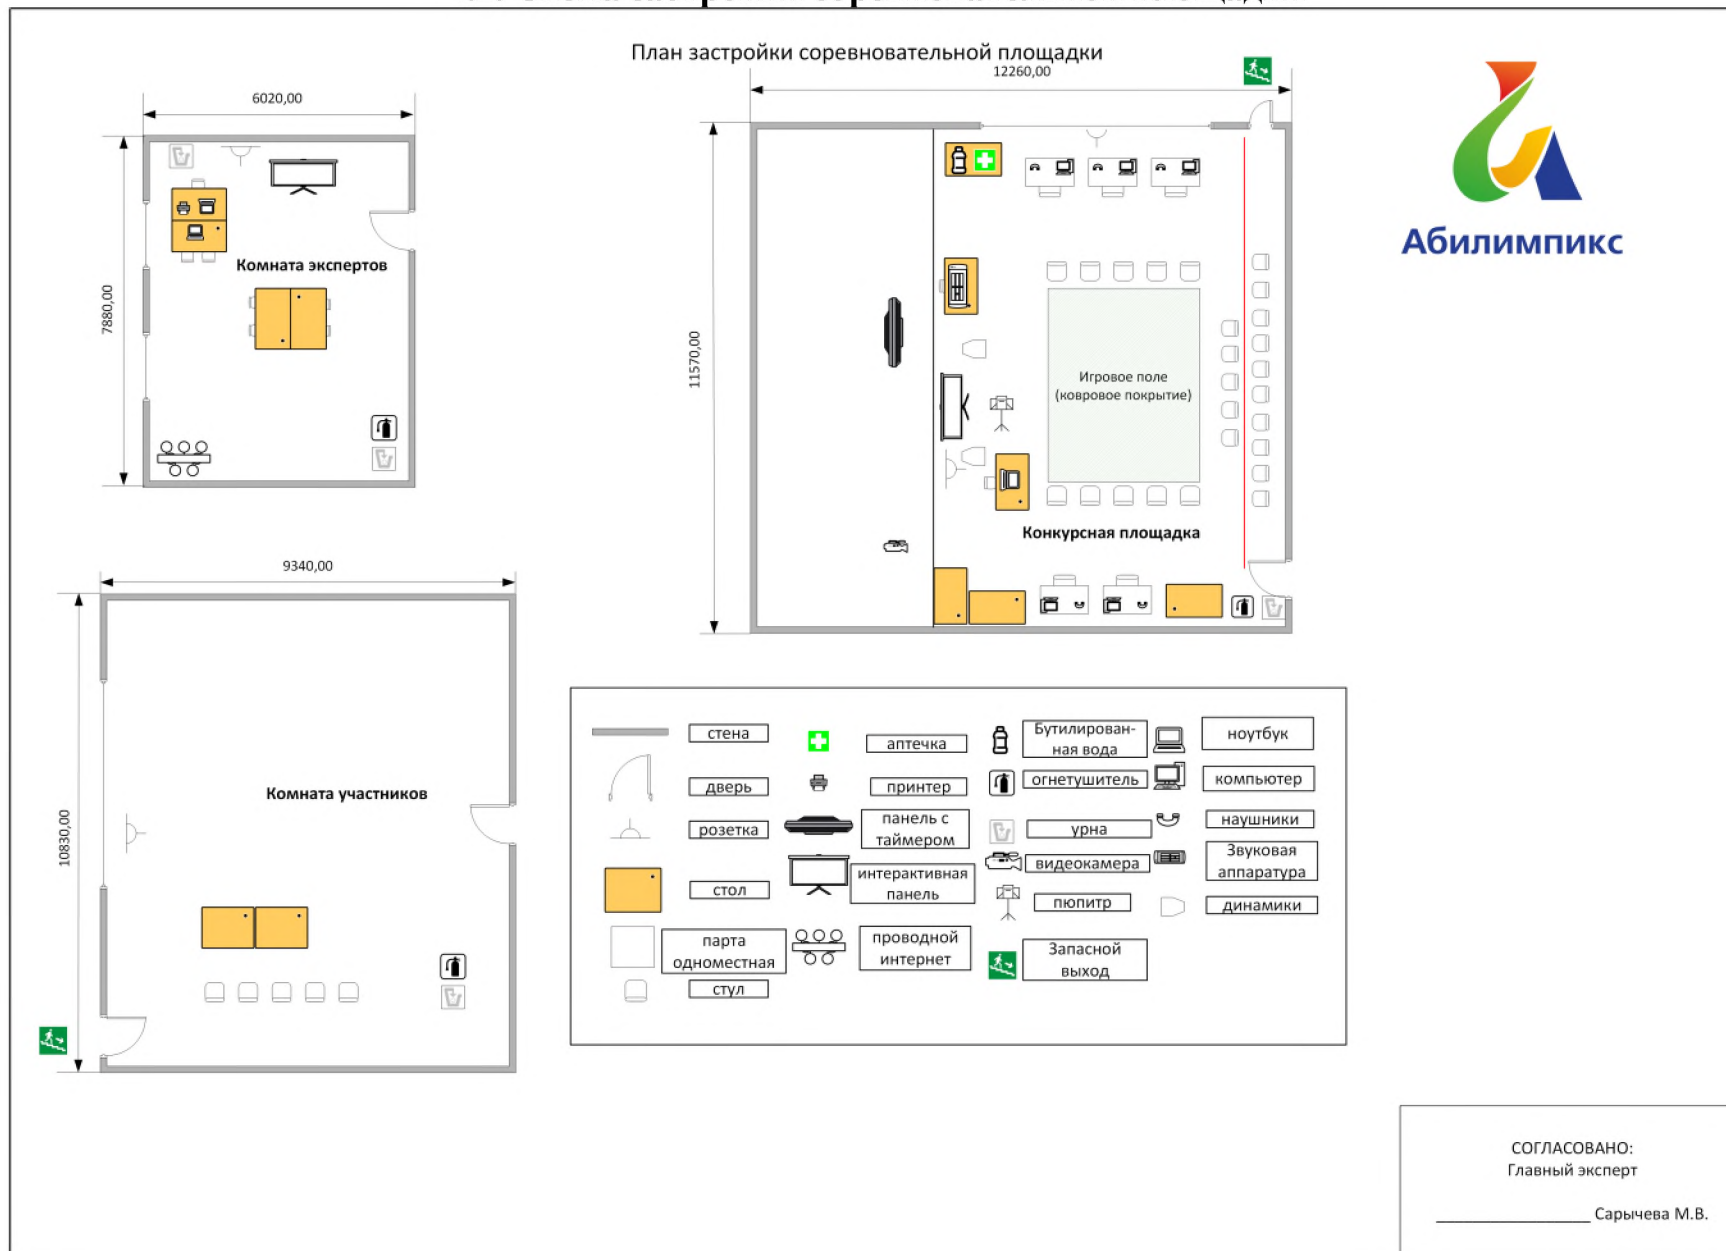 План застройки соревновательной площадки
12260,00
6020,00
Абилимпикс
Комната экспертов
7880,00
11570,00
Игровое поле
(ковровое покрытие)
Конкурсная площадка
9340,00
Комната участников
10830,00
стена
аптечка
Бутилирован-
ная вода
ноутбук
дверь
принтер
огнетушитель
компьютер
розетка
панель с
таймером
урна
наушники
стол
интерактивная
панель
видеокамера
Звуковая
аппаратура
пюпитр
динамики
парта
одноместная
проводной
интернет
Запасной
выход
стул
СОГЛАСОВАНО:
Главный эксперт
Сарычева М.В.